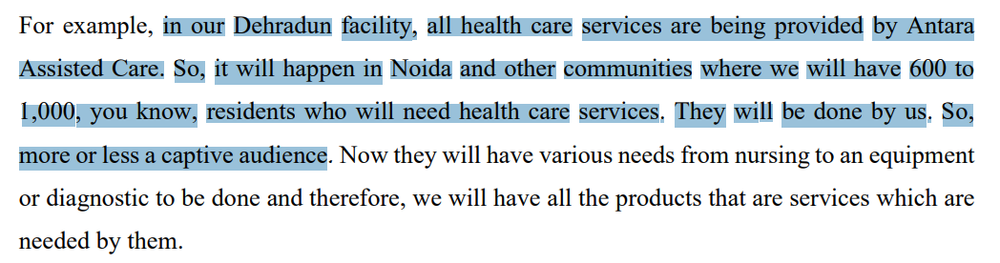 For example, in our Dehradun facility, all health care services are being provided by Antara
Assisted Care. So, it will happen in Noida and other communities where we will have 600 to
1,000, you know, residents who will need health care services. They will be done by us. So,
more or less a captive audience. Now they will have various needs from nursing to an equipment
or diagnostic to be done and therefore, we will have all the products that are services which are
needed by them.